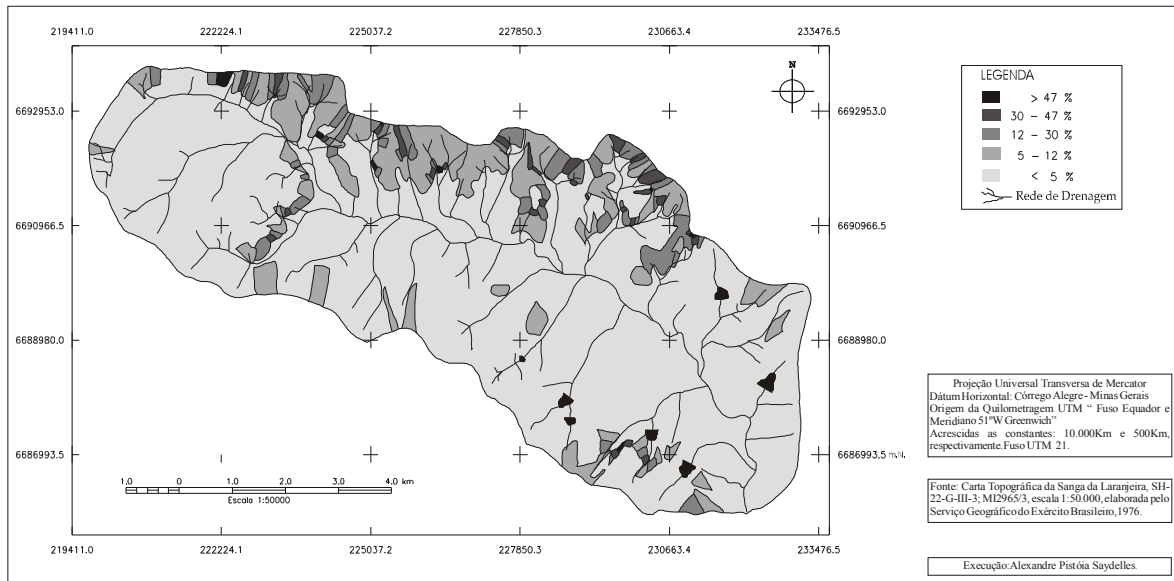 219411.0 222224.1 225037.2 227850.3 230663.4 233476.5
N
6692953.0 6692953.0
6690966.5 6690966.5
6688980.0 6688980.0
6686993.5 6686993.5 m.N.
1.0 0 1.0 2.0 3.0 4.0 km
Escala 1:50000
219411.0 222224.1 225037.2 227850.3 230663.4 233476.5
LEGENDA
> 47 %
30 - 47 %
12 - 30 %
5 - 12 %
< 5 %
Rede de Drenagem
Projeção Universal Transversa de Mercator
Dátum Horizontal: Córrego Alegre - Minas Gerais
Origem da Quilometragem UTM “ Fuso Equador e
Meridiano 51ºW Greenwich”
Acrescidas as constantes: 10.000Km e 500Km,
respectivamente.Fuso UTM 21.
Fonte: Carta Topográfica da Sanga da Laranjeira, SH-
22-G-III-3; MI2965/3, escala 1:50.000, elaborada pelo
Serviço Geográfico do Exército Brasileiro,1976.
Execução:Alexandre Pistóia Saydelles.